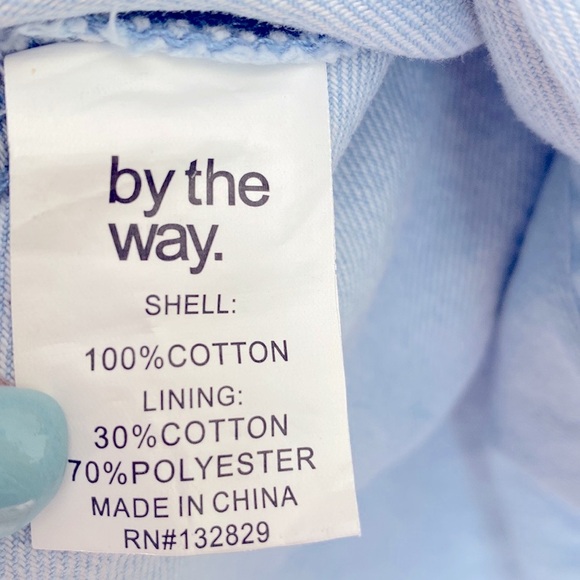 by the
way.
SHELL:
100%COTTON
LINING:
30%COTTON
70%POLYESTER
MADE IN CHINA
RN#132829